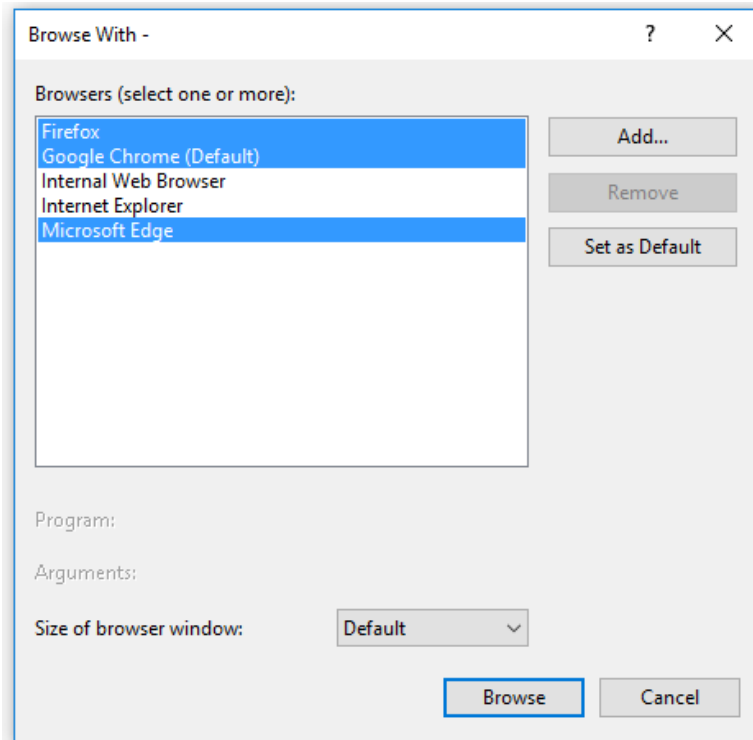 Browse With -
?
Browsers (select one or more):
Firefox
Google Chrome (Default)
Internal Web Browser
Internet Explorer
Microsoft Edge
Add...
Remove
Set as Default
Program:
Arguments:
Size of browser window:
Default
Browse
Cancel